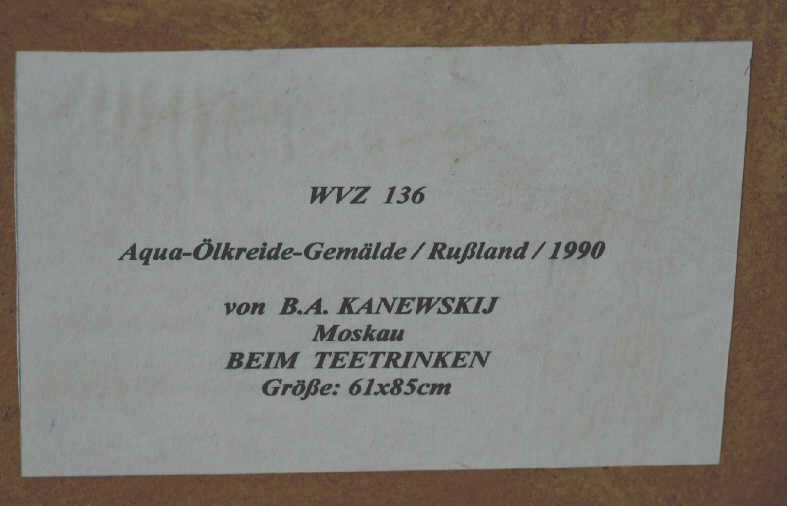 WVZ 136
Aqua-Ölkreide-Gemälde / Rußland / 1990
von B.A. KANEWSKIJ
Moskau
BEIM TEETRINKEN
Größe: 61x85cm